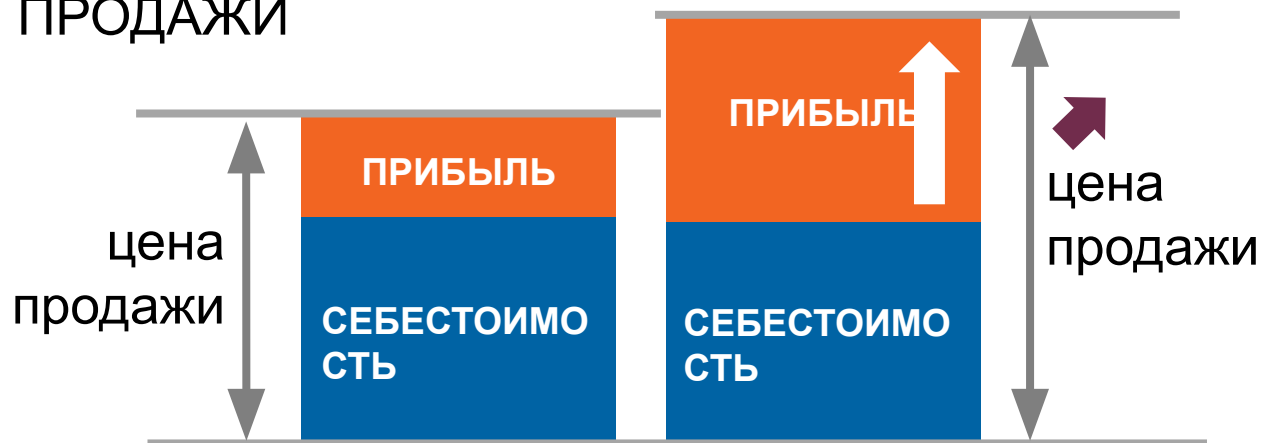 ПРОДАЖИ
ПРИБЫЛЬ
цена
продажи
СЕБЕСТОИМО
СТЬ
ПРИБЫЛЬ
СЕБЕСТОИМО
СТЬ
цена
продажи